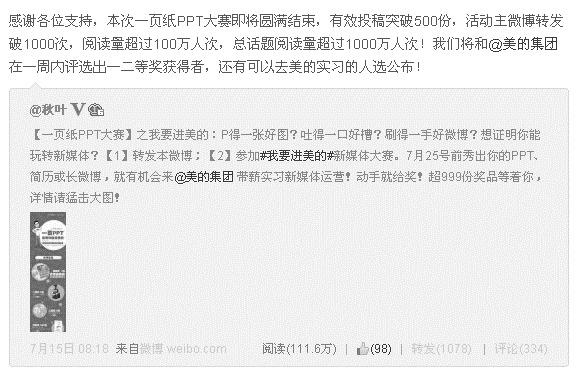 感谢各位支持，本次一页纸PPT大赛即将圆满结束，有效投稿突破500份，活动主微博转发
破1000次，阅读量超过100万人次，总话题阅读量超过1000万人次！我们将和@美的集团
在一周内评选出一二等奖获得者，还有可以去美的实习的人选公布！
@秋叶
【一页纸PPT大赛】之我要进美的：P得一张好图？吐得一口好槽？刷得一手好微博？想证明你能
玩转新媒体？【1】转发本微博；【2】参加#我要进美的#新媒体大赛。7月25号前秀出你的PPT、
简历或长微博，就有机会来@美的集团 带薪实习新媒体运营！动手就给奖！超999份奖品等着你，
详情请猛击大图！
一页PPT
7月15日 08:18 来自微博 weibo.com 阅读(111.6万) | (98) | 转发(1078) | 评论(334)